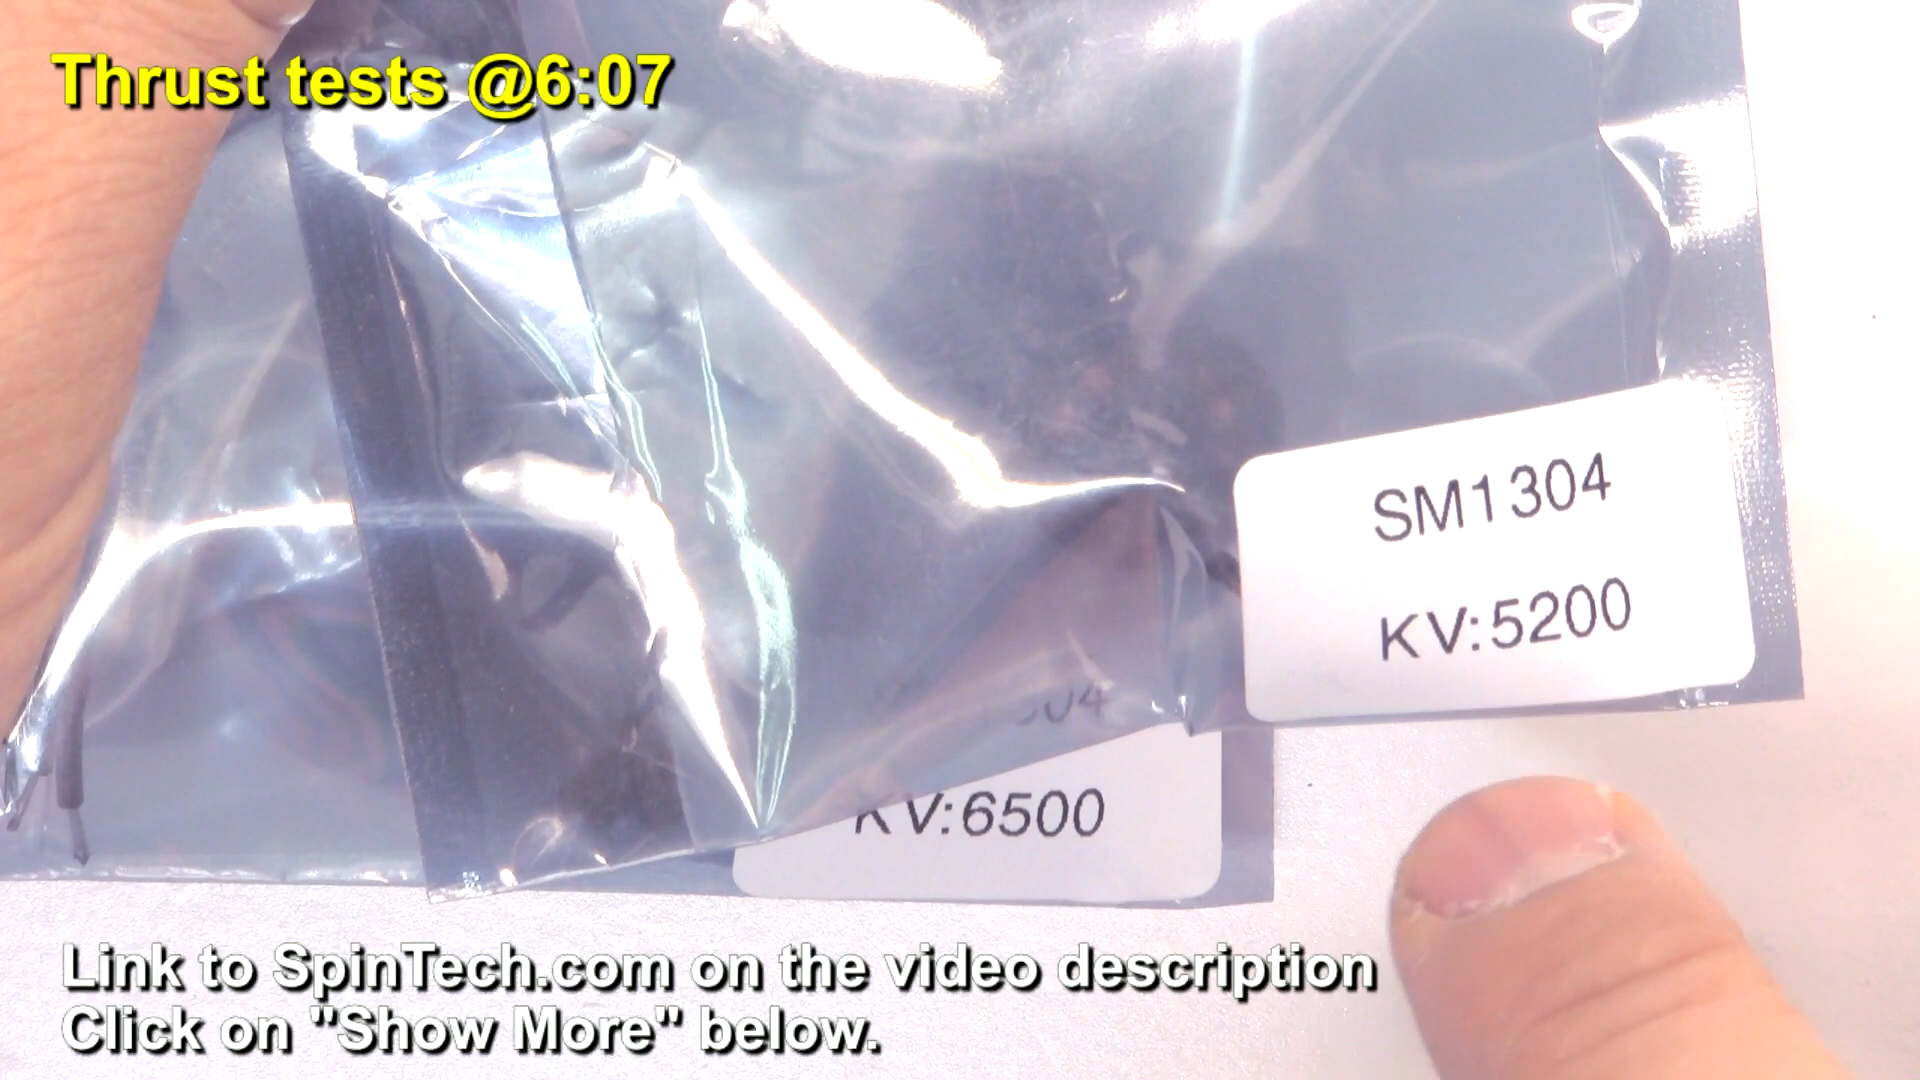 Thrust tests @6:07
SM1304
KV:5200
KV:6500
Link to SpinTech.com on the video description
Click on "Show More" below.